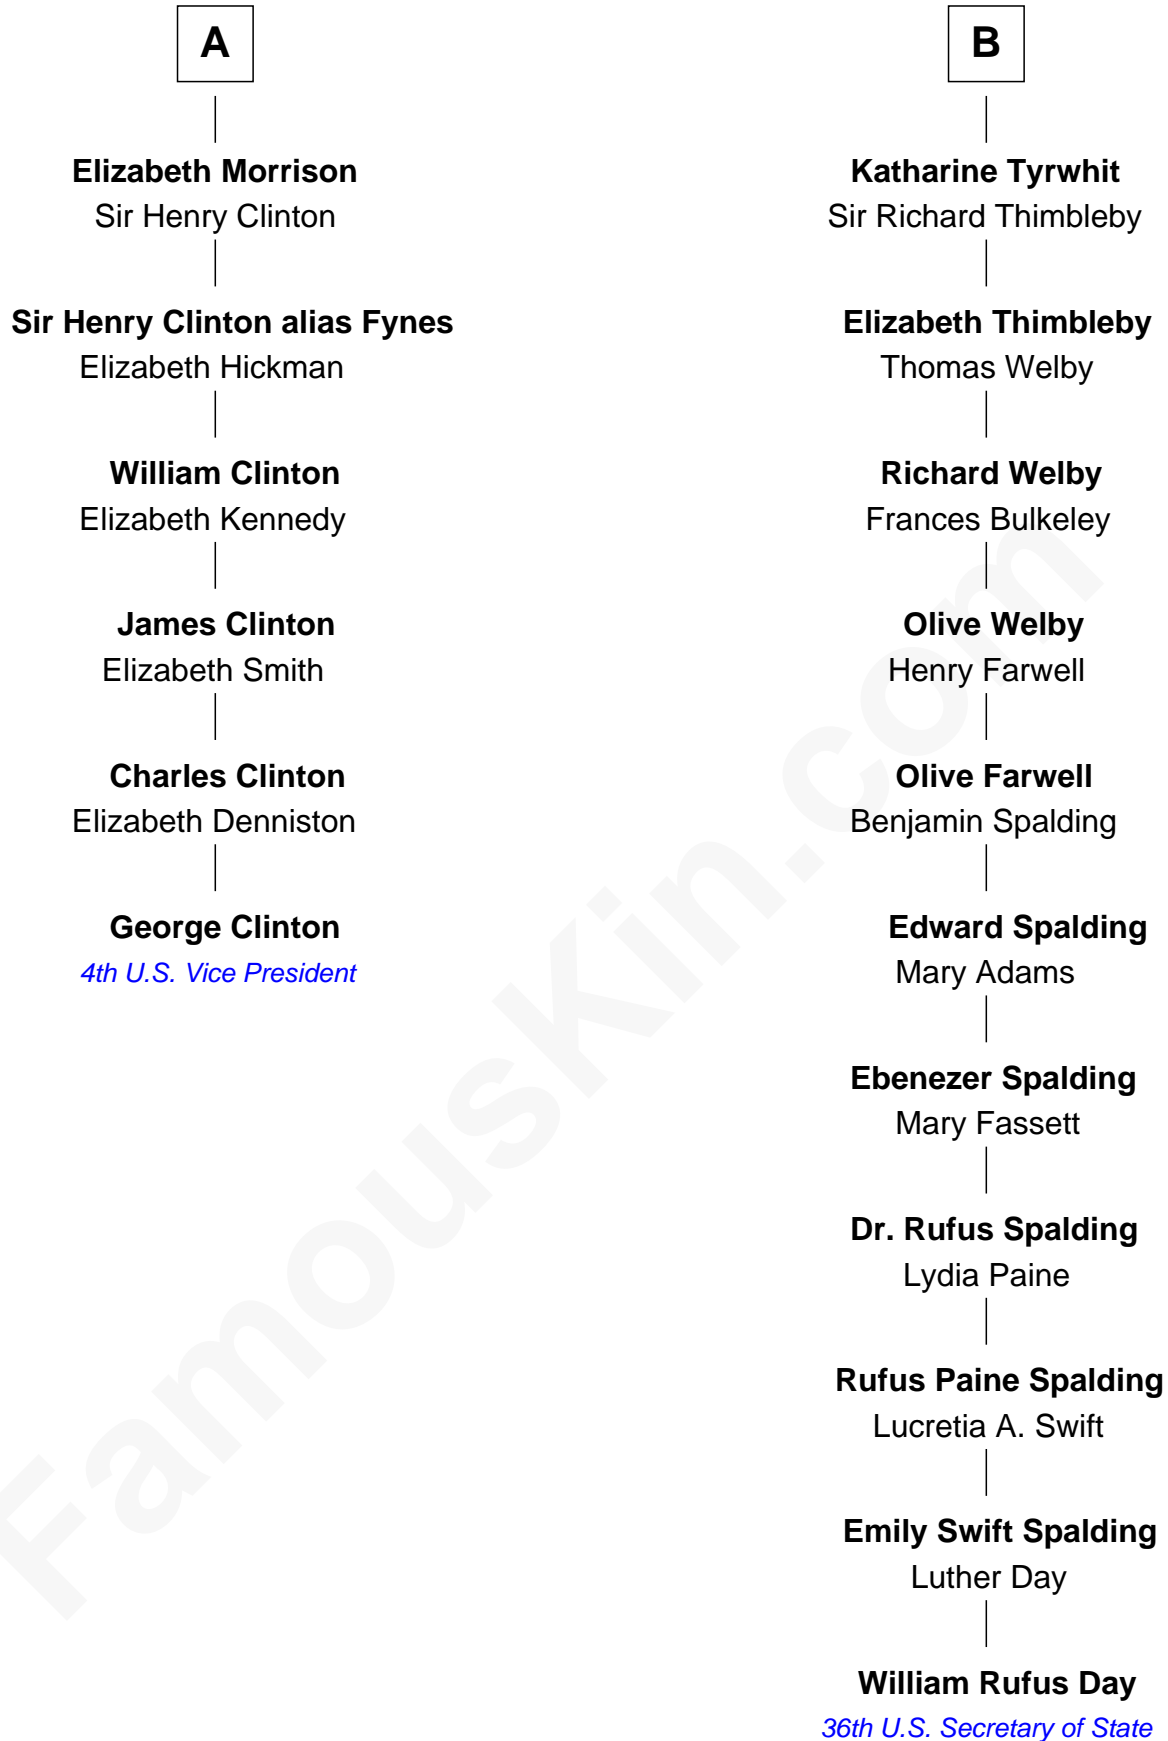 A
Elizabeth Morrison
Sir Henry Clinton
Sir Henry Clinton alias Fynes
Elizabeth Hickman
William Clinton
Elizabeth Kennedy
James Clinton
Elizabeth Smith
Charles Clinton
Elizabeth Denniston
George Clinton
4th U.S. Vice President
B
Katharine Tyrwhit
Sir Richard Thimbleby
Elizabeth Thimbleby
Thomas Welby
Richard Welby
Frances Bulkeley
Olive Welby
Henry Farwell
Olive Farwell
Benjamin Spalding
Edward Spalding
Mary Adams
Ebenezer Spalding
Mary Fassett
Dr. Rufus Spalding
Lydia Paine
Rufus Paine Spalding
Lucretia A. Swift
Emily Swift Spalding
Luther Day
William Rufus Day
36th U.S. Secretary of State
FamousKin.com